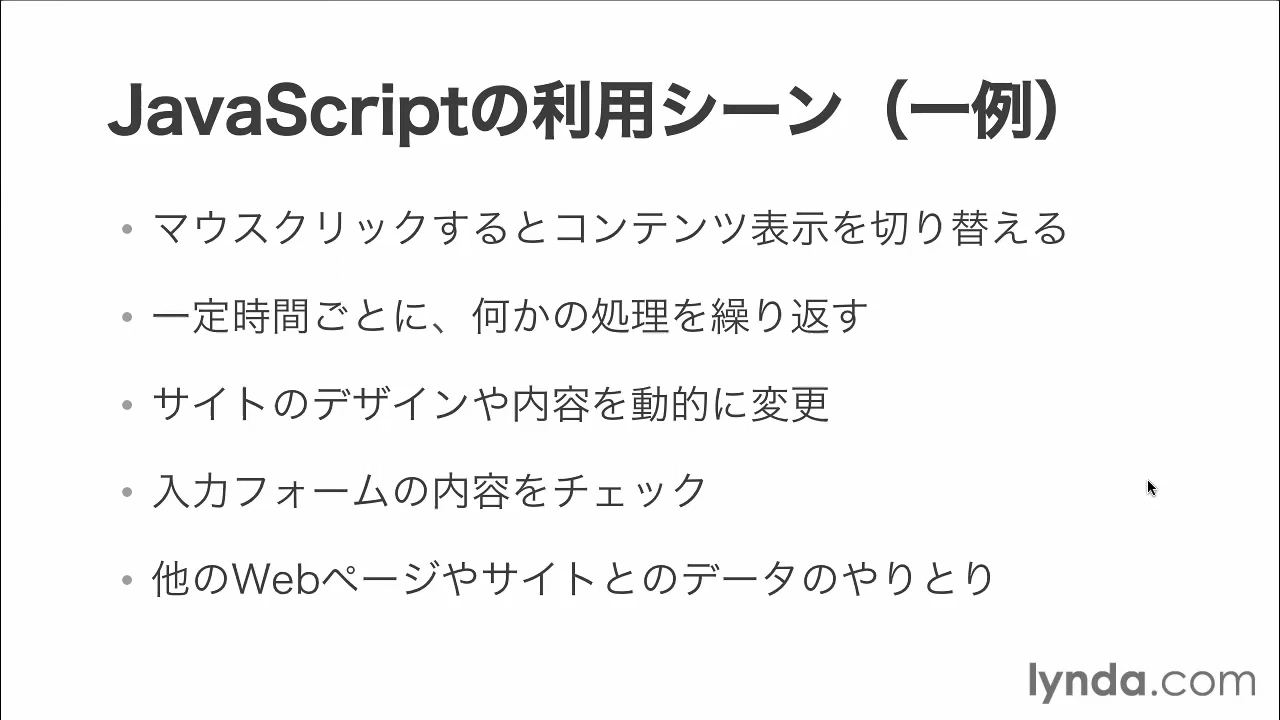 JavaScriptの利用シーン（一例）
• マウスクリックするとコンテンツ表示を切り替える
• 一定時間ごとに、何かの処理を繰り返す
• サイトのデザインや内容を動的に変更
• 入力フォームの内容をチェック
• 他のWebページやサイトとのデータのやりとり
lynda.com